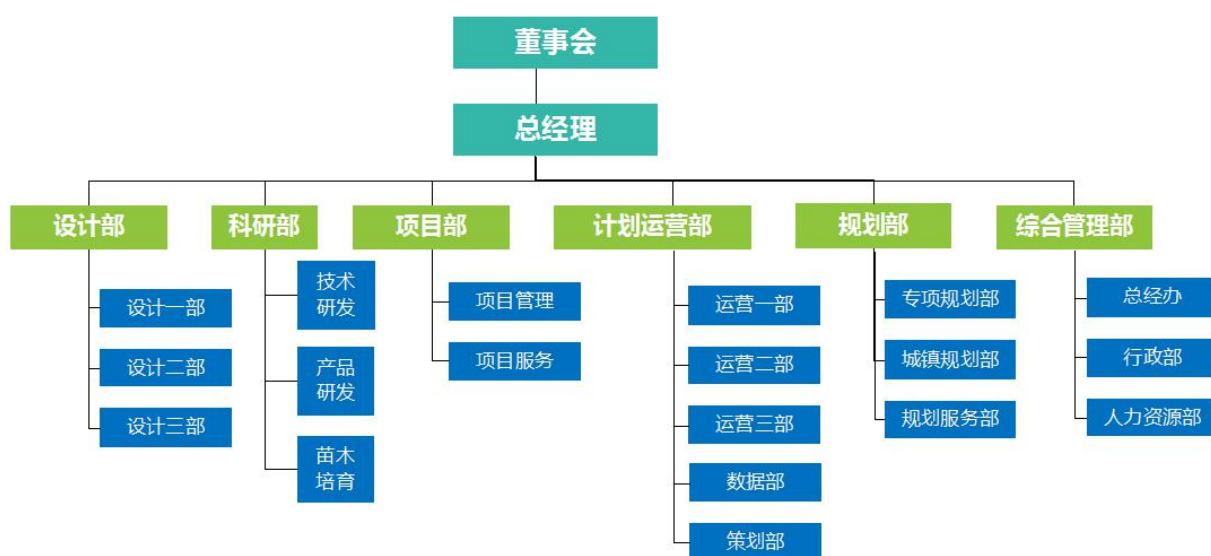 董事会
总经理
设计部
科研部
项目部
计划运营部
规划部
综合管理部
设计一部
设计二部
设计三部
技术
研发
产品
研发
苗木
培育
项目管理
项目服务
运营一部
运营二部
运营三部
数据部
策划部
专项规划部
城镇规划部
规划服务部
总经办
行政部
人力资源部